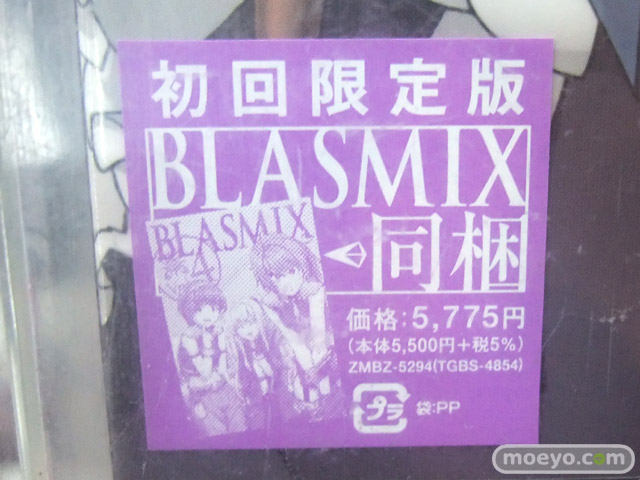 初回限定版
BLASMIX
同梱
BLASMIX
4
価格:5,775円
(本体5,500円+税5%)
ZMBZ-5294(TGBS-4854)
プラ 袋:PP
moeyo.com